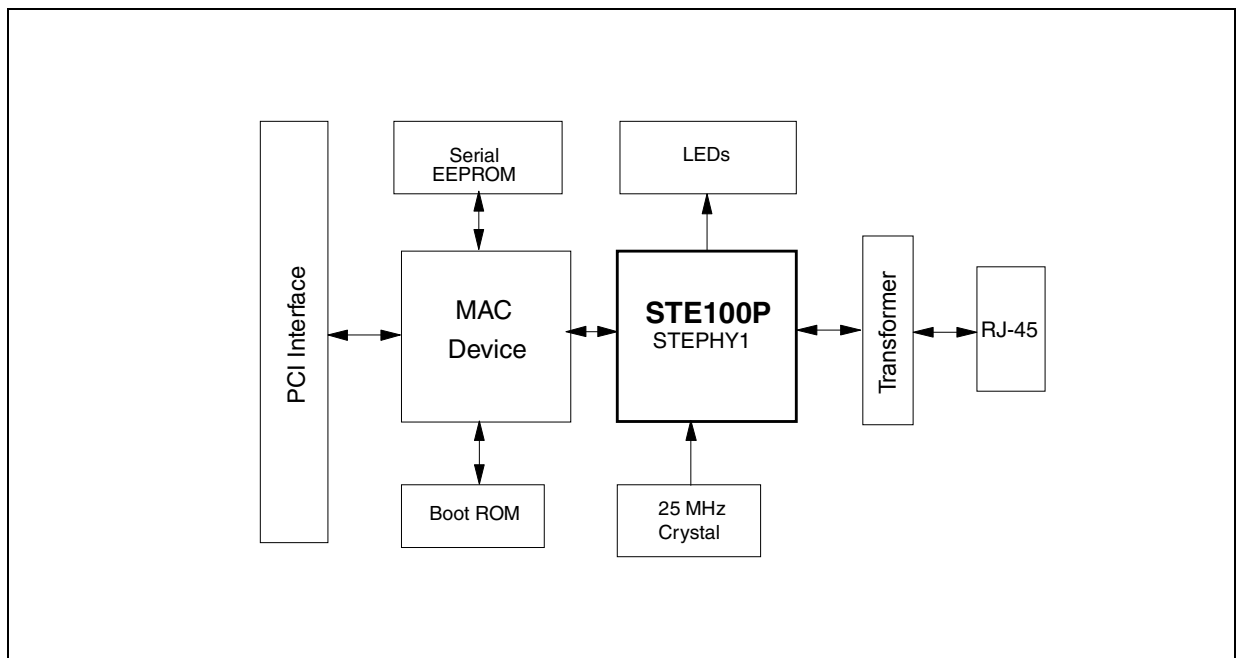 PCI Interface
Serial
EEPROM
LEDs
MAC
Device
STE100P
STEPHY1
Transformer
RJ-45
Boot ROM
25 MHz
Crystal